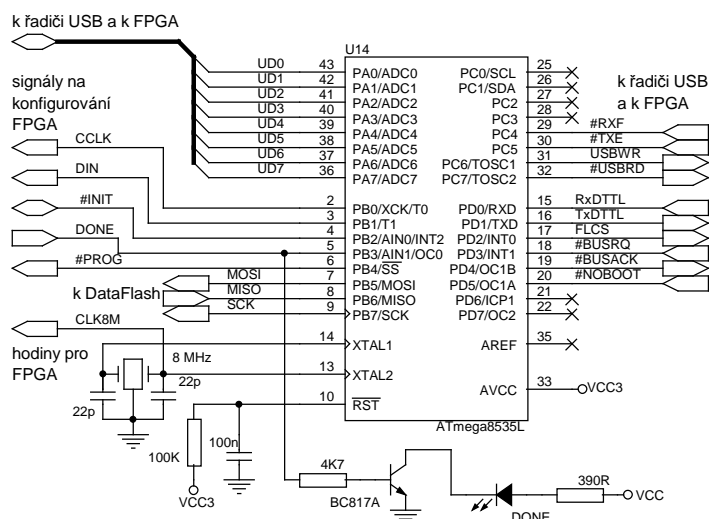 k řadiči USB a k FPGA
U14
UD0 43 PA0/ADC0 PC0/SCL 25
UD1 42 PA1/ADC1 PC1/SDA 26
UD2 41 PA2/ADC2 PC2 27
UD3 40 PA3/ADC3 PC3 28
UD4 39 PA4/ADC4 PC4 29 #RXF
UD5 38 PA5/ADC5 PC5 30 #TXE
UD6 37 PA6/ADC6 PC6/TOSC1 31 USBWR
UD7 36 PA7/ADC7 PC7/TOSC2 32 #USBRD
signály na
konfigurování
FPGA
k řadiči USB
a k FPGA
CCLK 2 PB0/XCK/T0 PD0/RXD 15 RxDTTL
DIN 3 PB1/T1 PD1/TXD 16 TxDTTL
#INIT 4 PB2/AIN0/INT2 PD2/INT0 17 FLCS
DONE 5 PB3/AIN1/OC0 PD3/INT1 18 #BUSRQ
#PROG 6 PB4/SS PD4/OC1B 19 #BUSACK
MOSI 7 PB5/MOSI PD5/OC1A 20 #NOBOOT
MISO 8 PB6/MISO PD6/ICP1 21
SCK 9 PB7/SCK PD7/OC2 22
k DataFlash
CLK8M
14 XTAL1 AREF 35
hodiny pro
FPGA
8 MHz
13 XTAL2 AVCC 33 VCC3
22p
22p
10 RST
ATmega8535L
100K
100n
VCC3
4K7
BC817A
DONE
390R
VCC